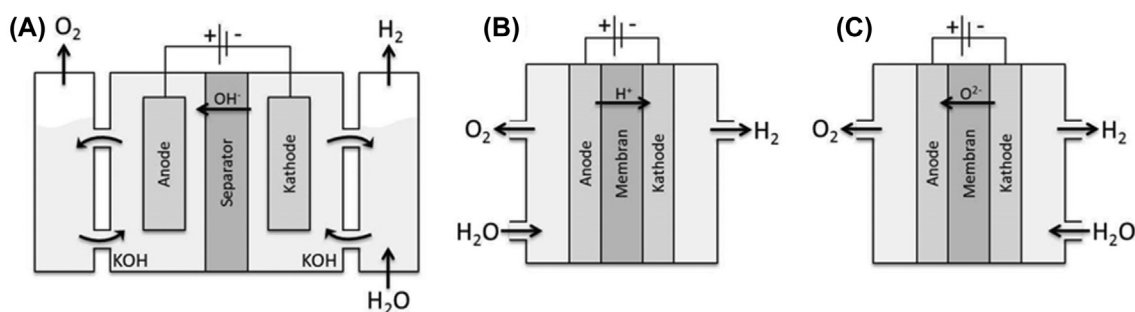 (A)
O₂
+ -
H₂
OH⁻
Anode
Separator
Kathode
KOH
KOH
H₂O
(B)
+ -
H⁺
O₂
H₂
Anode
Membran
Kathode
H₂O
(C)
+ -
O²⁻
O₂
H₂
Anode
Membran
Kathode
H₂O